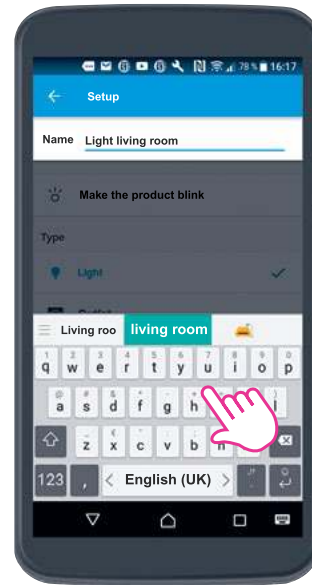 78 % 16:17
Setup
Name Light living room
Make the product blink
Type
Light
Living roo living room
1 2 3 4 5 6 7 8 9 0
q w e r t y u i o p
a s d f g h l
z x c v b n
123 , < English (UK) >